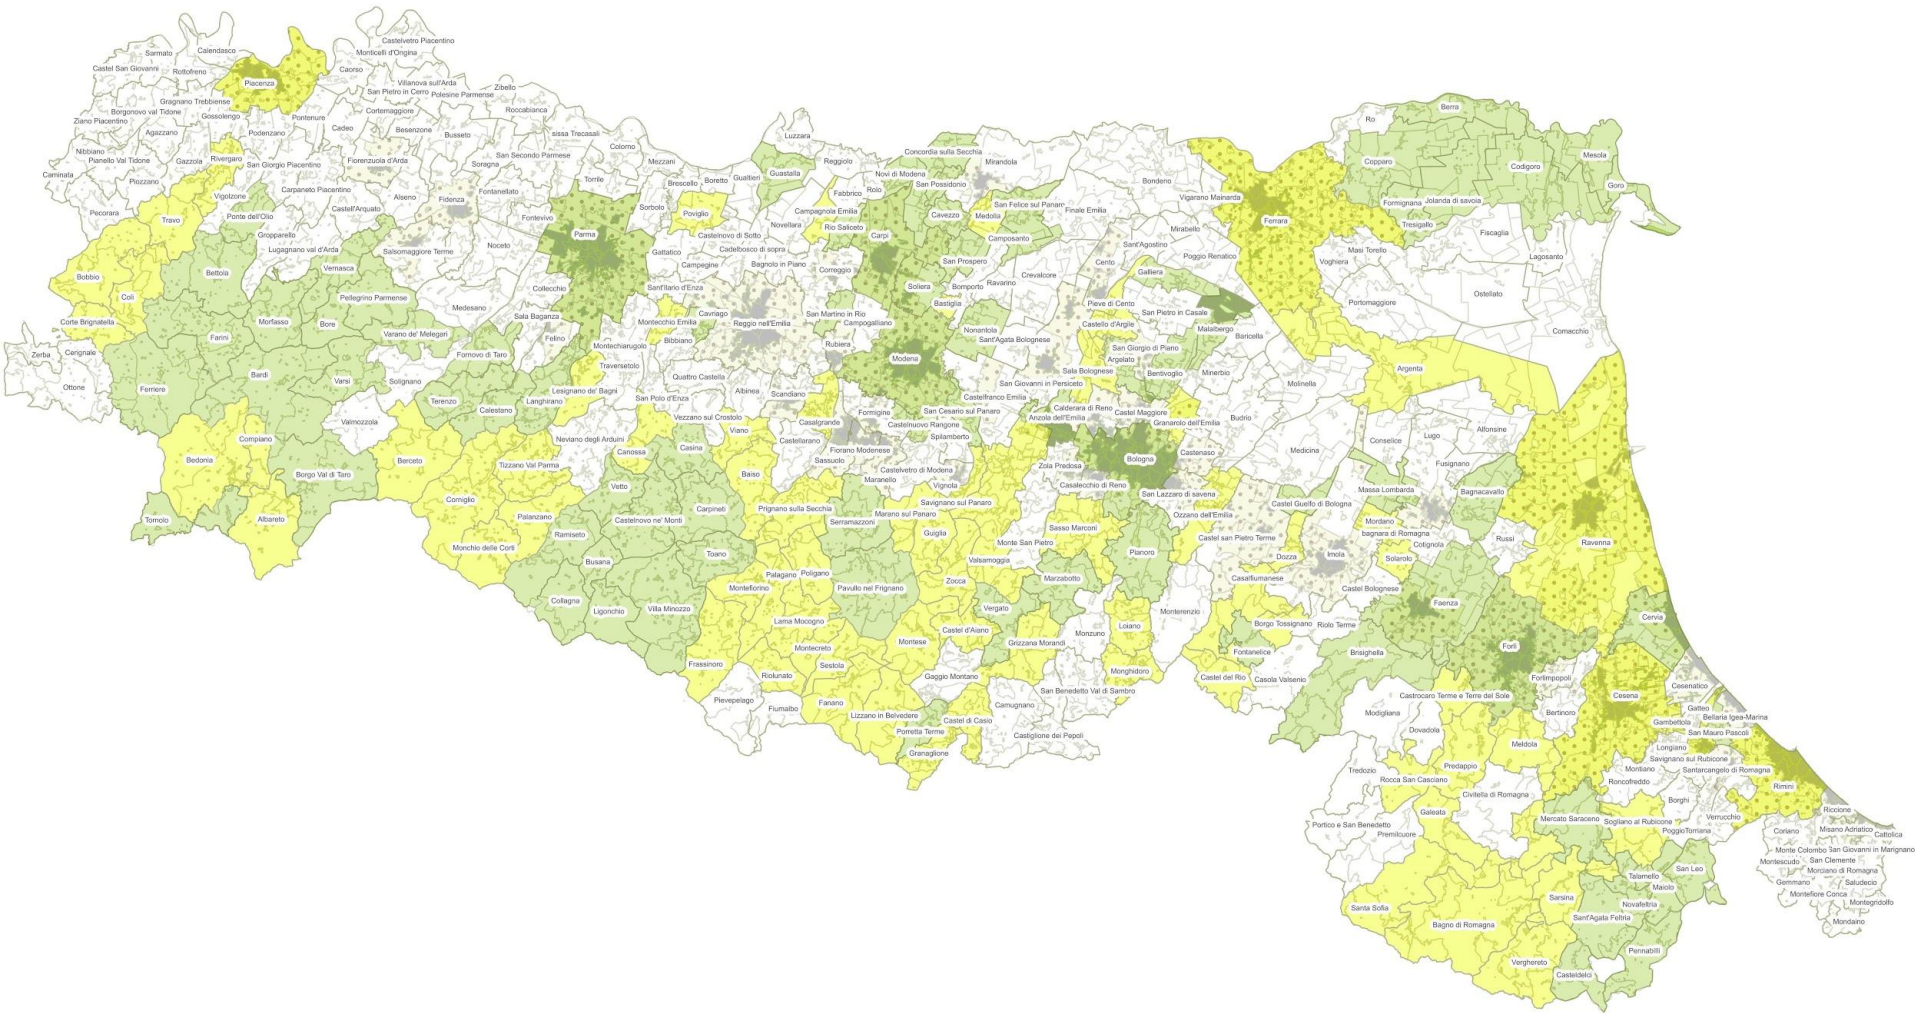 Castelvetro Piacentino
Monticelli d'Ongina
Sarmato
Calendasco
Castel San Giovanni
Rottofreno
Caorso
Piacenza
Villanova sull'Arda
San Pietro in Cerro
Polesine Parmense
Zibello
Gragnano Trebbiense
Borgonovo val Tidone
Gossolengo
Pontenure
Cortemaggiore
Roccabianca
Ziano Piacentino
Agazzano
Podenzano
Cadeo
Besenzone
Busseto
sissa Trecasali
Nibbiano
Pianello Val Tidone
Gazzola
Rivergaro
San Giorgio Piacentino
Fiorenzuola d'Arda
Soragna
San Secondo Parmense
Colorno
Mezzani
Caminata
Piozzano
Vigolzone
Carpaneto Piacentino
Alseno
Fidenza
Fontanellato
Torrile
Pecorara
Travo
Ponte dell'Olio
Castell'Arquato
Fontevivo
Parma
Sorbolo
Brescello
Boretto
Gualtieri
Guastalla
Luzzara
Reggiolo
Gropparello
Lugagnano val d'Arda
Vernasca
Salsomaggiore Terme
Noceto
Gattatico
Poviglio
Castelnovo di Sotto
Cadelbosco di sopra
Novellara
Campagnola Emilia
Fabbrico
Rolo
Rio Saliceto
Bobbio
Coli
Bettola
Pellegrino Parmense
Medesano
Collecchio
Campegine
Bagnolo in Piano
Correggio
Sant'Ilario d'Enza
Corte Brignatella
Morfasso
Bore
Varano de' Melegari
Sala Baganza
Felino
Montecchio Emilia
Cavriago
Reggio nell'Emilia
San Martino in Rio
Campogalliano
Rubiera
Zerba
Cerignale
Ottone
Farini
Ferriere
Bardi
Varsi
Solignano
Fornovo di Taro
Montechiarugolo
Bibbiano
Traversetolo
Quattro Castella
Albinea
Scandiano
Lesignano de' Bagni
Langhirano
San Polo d'Enza
Terenzo
Calestano
Valmozzola
Vezzano sul Crostolo
Viano
Casalgrande
Compiano
Bedonia
Borgo Val di Taro
Berceto
Neviano degli Arduini
Canossa
Casina
Castellarano
Tizzano Val Parma
Baiso
Tornolo
Albareto
Corniglio
Palanzano
Monchio delle Corti
Vetto
Castelnovo ne' Monti
Carpineti
Ramiseto
Busana
Toano
Collagna
Ligonchio
Villa Minozzo
Concordia sulla Secchia
Mirandola
Novi di Modena
San Possidonio
Carpi
Cavezzo
Medolla
San Felice sul Panaro
Finale Emilia
Camposanto
San Prospero
Soliera
Bomporto
Ravarino
Bastiglia
Nonantola
Modena
Castelfranco Emilia
San Cesario sul Panaro
Formigine
Castelnuovo Rangone
Spilamberto
Fiorano Modenese
Sassuolo
Castelvetro di Modena
Maranello
Vignola
Savignano sul Panaro
Marano sul Panaro
Prignano sulla Secchia
Serramazzoni
Guiglia
Palagano
Poligano
Montefiorino
Pavullo nel Frignano
Zocca
Lama Mocogno
Montecreto
Montese
Frassinoro
Riolunato
Sestola
Pievepelago
Fiumalbo
Fanano
Bondeno
Vigarano Mainarda
Mirabello
Sant'Agostino
Poggio Renatico
Cento
Crevalcore
Galliera
Pieve di Cento
San Pietro in Casale
Castello d'Argile
Malalbergo
Baricella
Sant'Agata Bolognese
San Giorgio di Piano
Argelato
Sala Bolognese
Bentivoglio
Minerbio
San Giovanni in Persiceto
Molinella
Calderara di Reno
Castel Maggiore
Anzola dell'Emilia
Granarolo dell'Emilia
Budrio
Bologna
Castenaso
Medicina
Zola Predosa
Casalecchio di Reno
San Lazzaro di savena
Castel Guelfo di Bologna
Ozzano dell'Emilia
Castel san Pietro Terme
Sasso Marconi
Monte San Pietro
Pianoro
Valsamoggia
Marzabotto
Dozza
Imola
Casalfiumanese
Vergato
Monterenzio
Loiano
Monzuno
Grizzana Morandi
Castel d'Aiano
Borgo Tossignano
Riolo Terme
Fontanelice
Castel del Rio
Casola Valsenio
Monghidoro
Gaggio Montano
San Benedetto Val di Sambro
Camugnano
Lizzano in Belvedere
Castel di Casio
Porretta Terme
Castiglione dei Pepoli
Granaglione
Ro
Berra
Copparo
Codigoro
Mesola
Goro
Ferrara
Formignana
Jolanda di savoia
Tresigallo
Fiscaglia
Masi Torello
Voghiera
Lagosanto
Portomaggiore
Ostellato
Comacchio
Argenta
Conselice
Lugo
Alfonsine
Fusignano
Massa Lombarda
Bagnacavallo
Mordano
bagnara di Romagna
Cotignola
Russi
Ravenna
Solarolo
Castel Bolognese
Faenza
Cervia
Brisighella
Forlì
Forlimpopoli
Cesena
Cesenatico
Castrocaro Terme e Terre del Sole
Modigliana
Bertinoro
Gatteo
Bellaria Igea-Marina
Gambettola
San Mauro Pascoli
Dovadola
Meldola
Longiano
Savignano sul Rubicone
Montiano
Santarcangelo di Romagna
Tredozio
Predappio
Rocca San Casciano
Roncofreddo
Rimini
Civitella di Romagna
Borghi
Galeata
Mercato Saraceno
Sogliano al Rubicone
Verrucchio
Riccione
Portico e San Benedetto
Premilcuore
PoggioTorriana
Coriano
Misano Adriatico
Cattolica
Monte Colombo
San Giovanni in Marignano
Montescudo
San Clemente
San Leo
Talamello
Maiolo
Morciano di Romagna
Gemmano
Saludecio
Montefiore Conca
Montegridolfo
Mondaino
Sarsina
Novafeltria
Santa Sofia
Sant'Agata Feltria
Bagno di Romagna
Pennabilli
Verghereto
Casteldelci